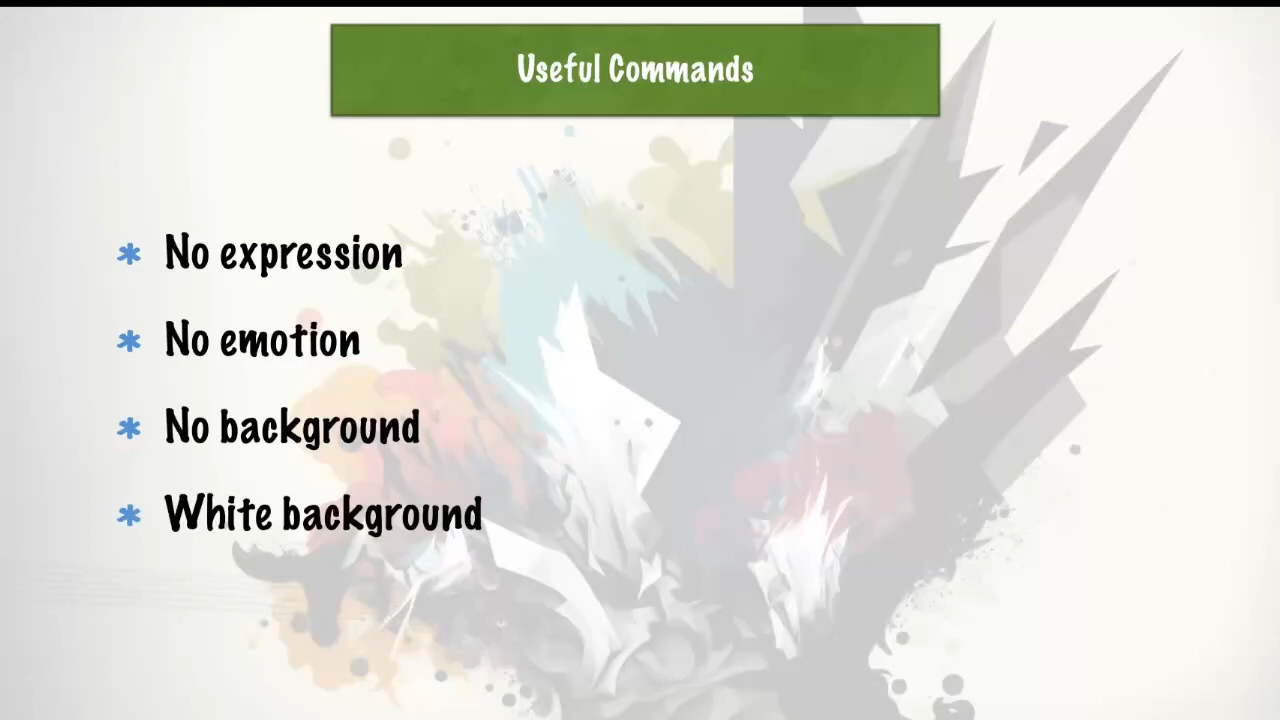 Useful Commands
* No expression
* No emotion
* No background
* White background